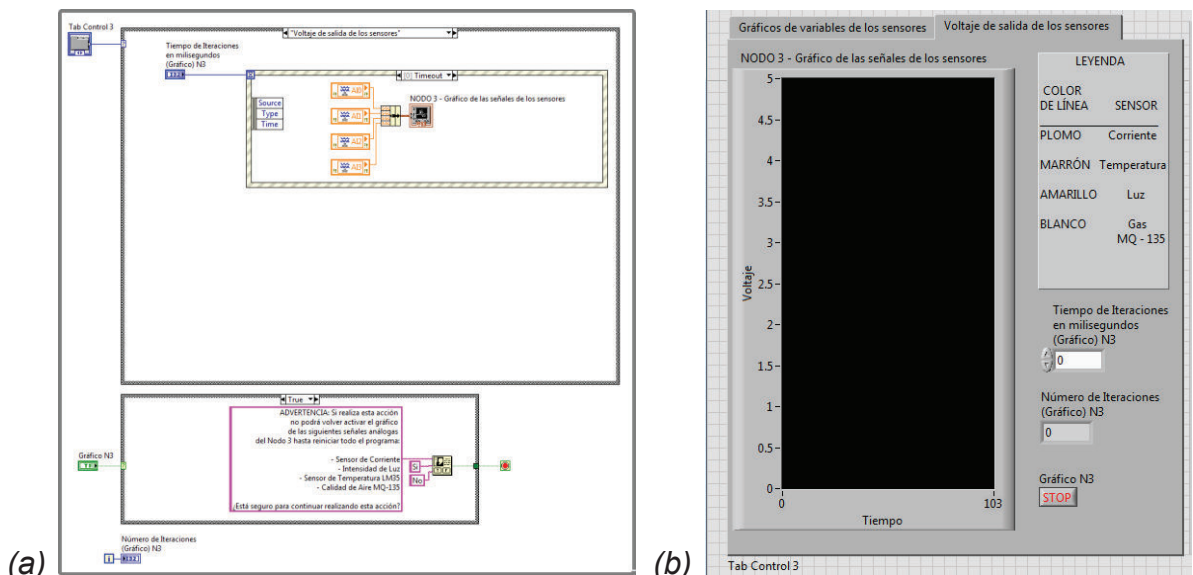 Tab Control 3
"Voltaje de salida de los sensores"
Tiempo de Iteraciones
en milisegundos
(Gráfico) N3
[0] Timeout
Source
Type
Time
NODO 3 - Gráfico de las señales de los sensores
True
ADVERTENCIA: Si realiza esta acción
no podrá volver activar el gráfico
de las siguientes señales análogas
del Nodo 3 hasta reiniciar todo el programa:
- Sensor de Corriente
- Intensidad de Luz
- Sensor de Temperatura LM35
- Calidad de Aire MQ-135
¿Está seguro para continuar realizando esta acción?
Si
No
Gráfico N3
Número de Iteraciones
(Gráfico) N3
i
(a)
Gráficos de variables de los sensores
Voltaje de salida de los sensores
NODO 3 - Gráfico de las señales de los sensores
5
4.5
4
3.5
3
2.5
2
1.5
1
0.5
0
Voltaje
0
103
Tiempo
LEYENDA
COLOR
DE LÍNEA SENSOR
PLOMO Corriente
MARRÓN Temperatura
AMARILLO Luz
BLANCO Gas
MQ - 135
Tiempo de Iteraciones
en milisegundos
(Gráfico) N3
0
Número de Iteraciones
(Gráfico) N3
0
Gráfico N3
STOP
Tab Control 3
(b)